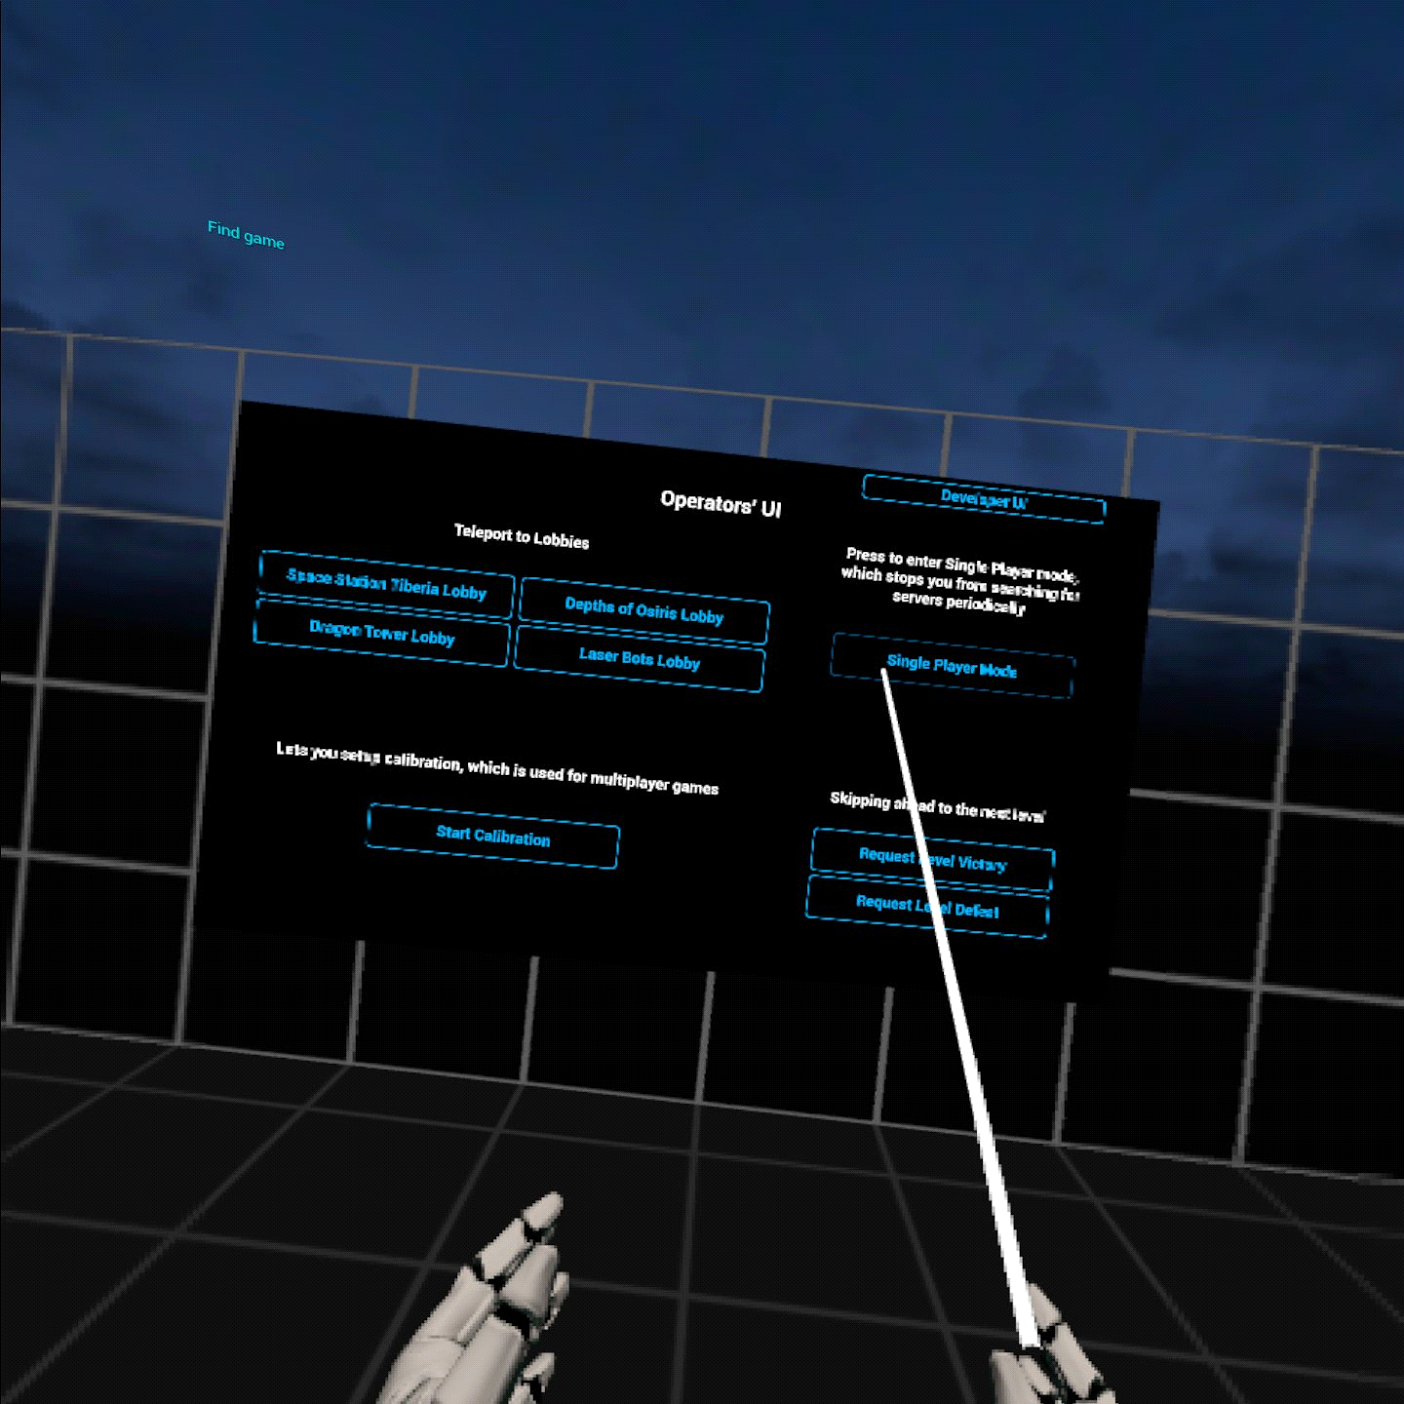 Find game
Operators' UI
Developer UI
Teleport to Lobbies
Space Station Tiberia Lobby
Depths of Osiris Lobby
Dragon Tower Lobby
Laser Bots Lobby
Press to enter Single Player mode,
which stops you from searching for
servers periodically
Single Player Mode
Lets you setup calibration, which is used for multiplayer games
Start Calibration
Skipping ahead to the next level
Request Level Victory
Request Level Defeat